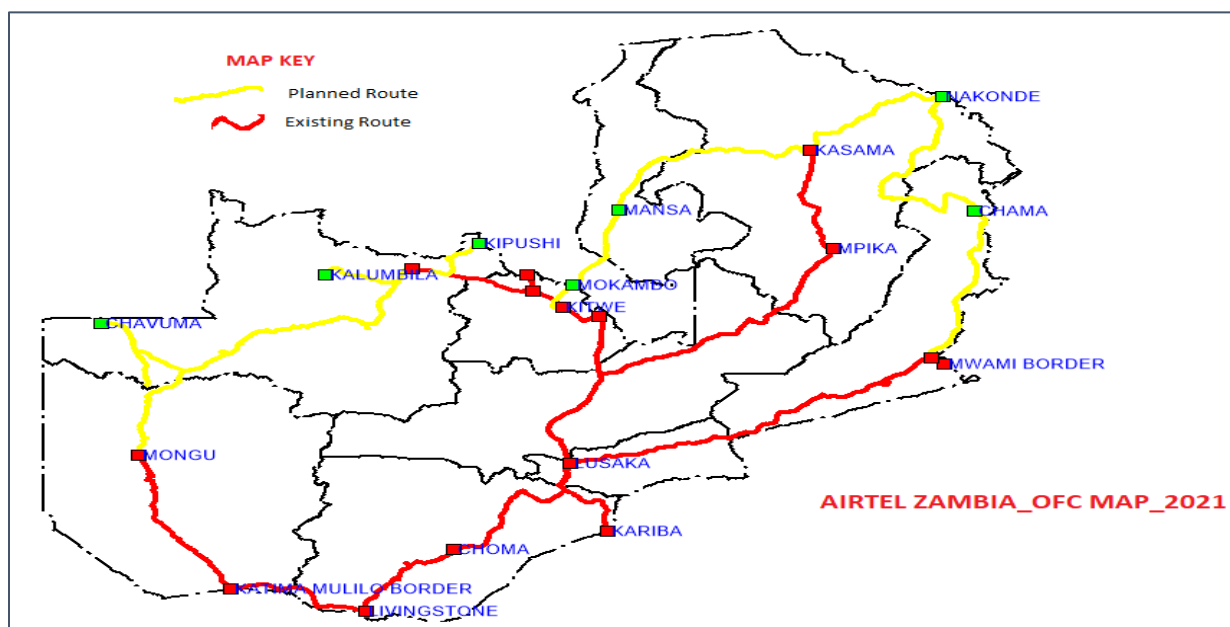 MAP KEY
Planned Route
Existing Route
NAKONDE
KASAMA
MANSA
CHAMA
KIPUSHI
MPIKA
KALUMBILA
MOKAMBO
KITWE
CHAVUMA
MWAMI BORDER
MONGU
LUSAKA
AIRTEL ZAMBIA_OFC MAP_2021
KARIBA
CHOMA
KATIMA MULILO BORDER
LIVINGSTONE